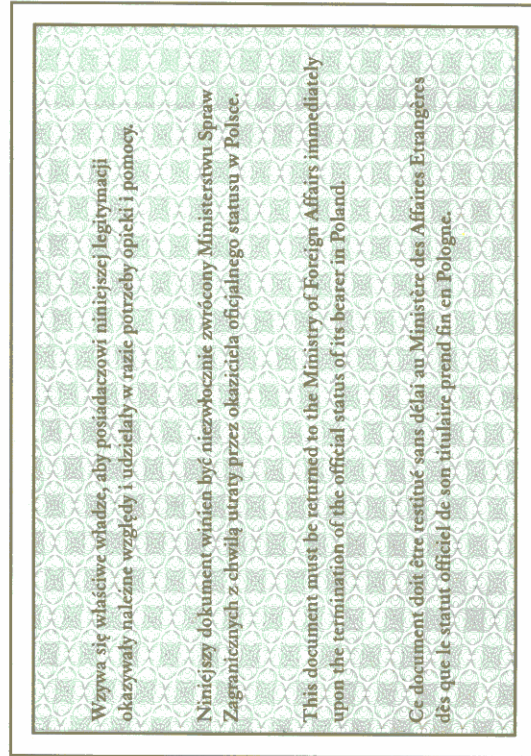 Wzywa się właściwe władze, aby posiadaczowi niniejszej legitymacji
okazywały należne względy i udzielały w razie potrzeby opieki i pomocy.
Niniejszy dokument winien być niezwłocznie zwrócony Ministerstwu Spraw
Zagranicznych z chwilą utraty przez okaziciela oficjalnego statusu w Polsce.
This document must be returned to the Ministry of Foreign Affairs immediately
upon the termination of the official status of its bearer in Poland.
Ce document doit être restitué sans délai au Ministère des Affaires Etrangères
dès que le statut officiel de son titulaire prend fin en Pologne.